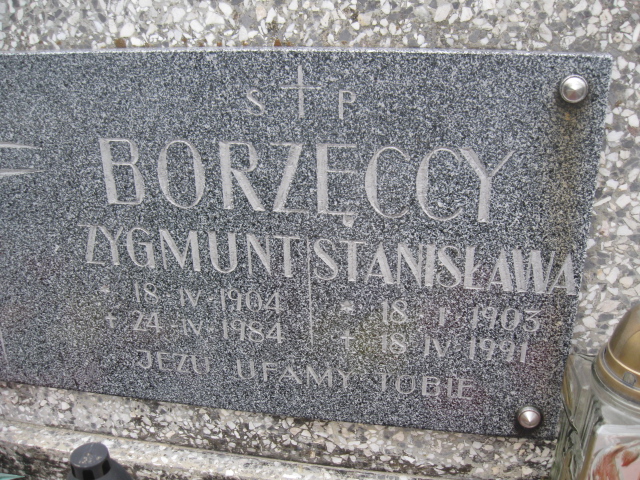 S † P
BORZĘCCY
ZYGMUNT STANISŁAWA
* 18·IV·1904 * 18·I·1903
† 24·IV·1984 † 18 IV·1991
JEZU UFAMY TOBIE